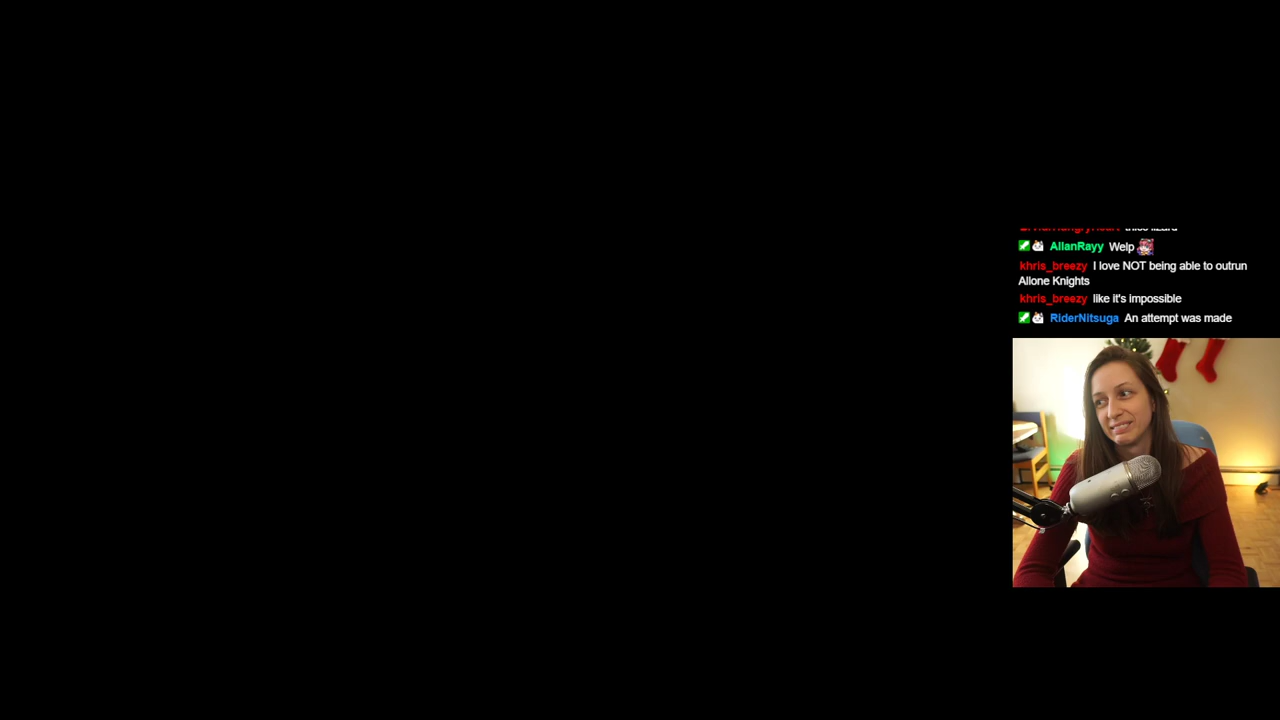 AllanRayy Welp
khris_breezy I love NOT being able to outrun
Allone Knights
khris_breezy like it's impossible
RiderNitsuga An attempt was made